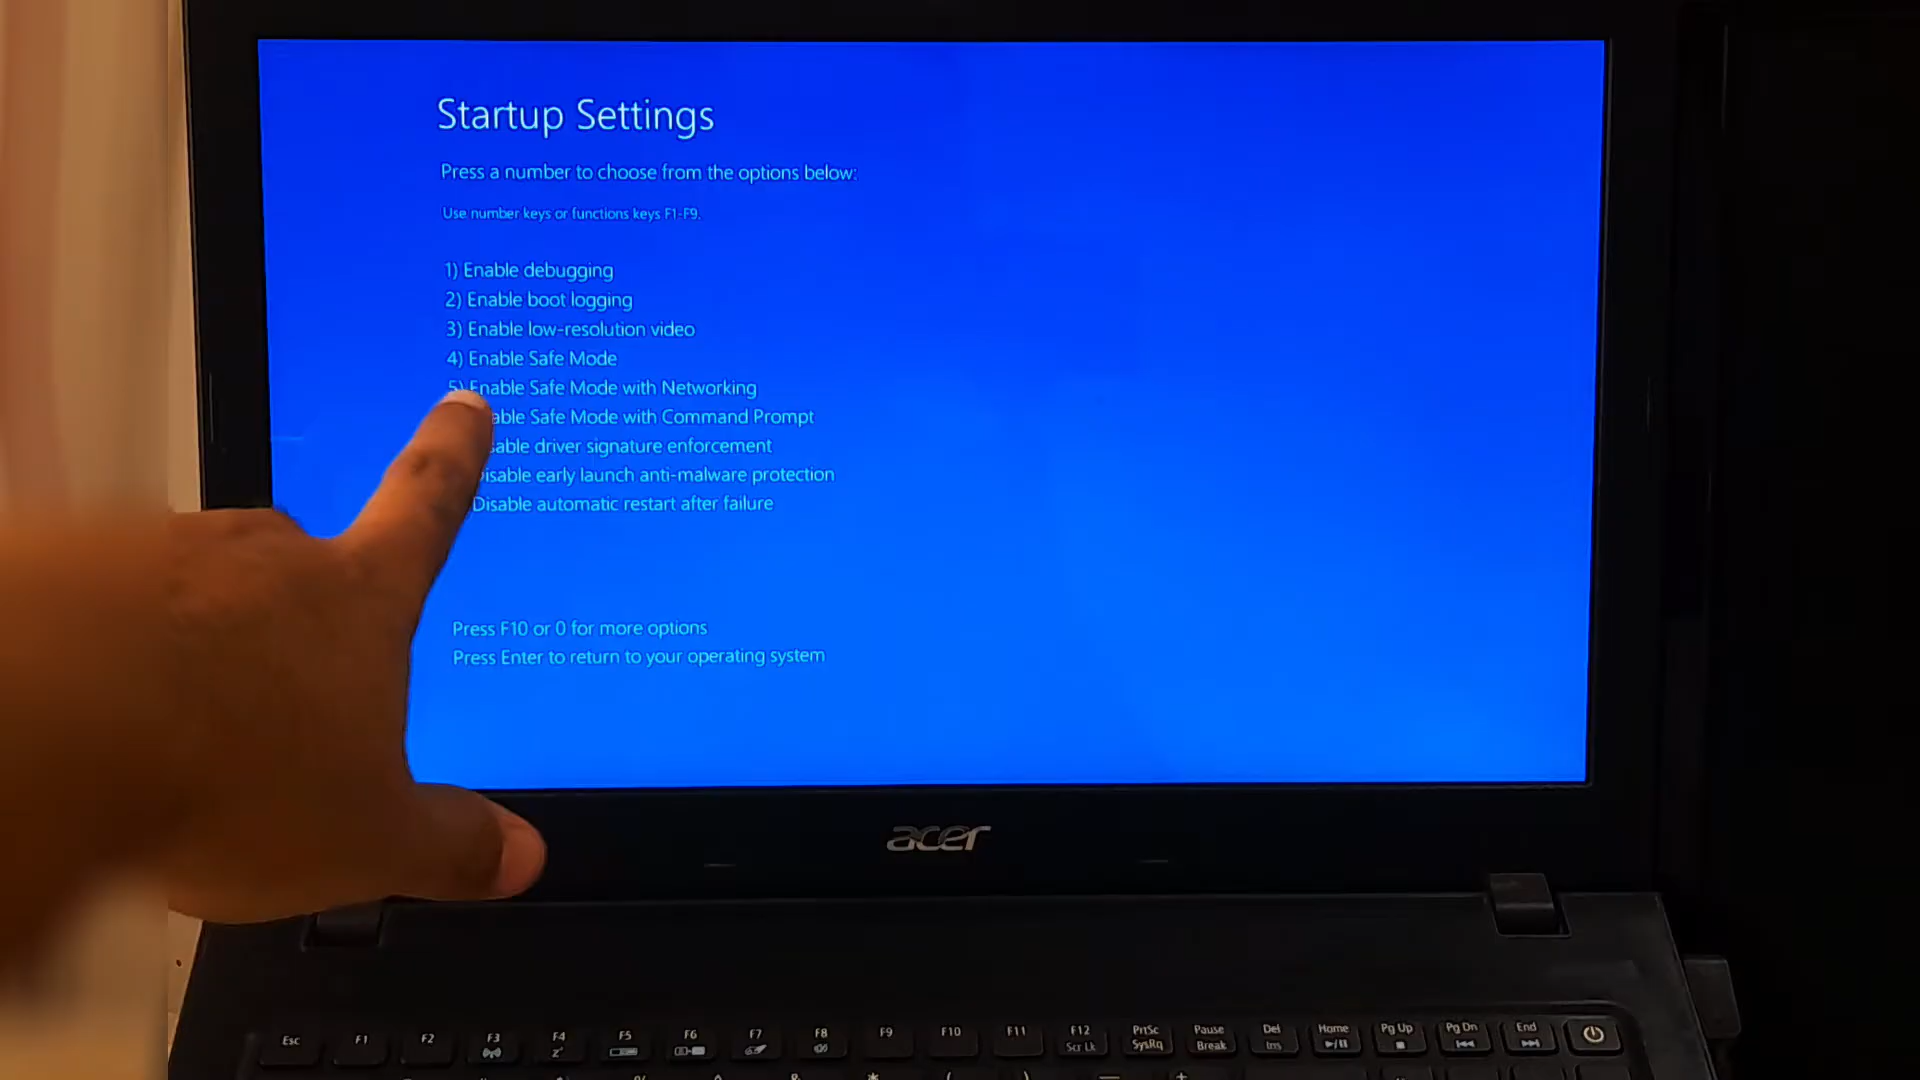 Startup Settings
Press a number to choose from the options below:
Use number keys or functions keys F1-F9.
1) Enable debugging
2) Enable boot logging
3) Enable low-resolution video
4) Enable Safe Mode
5) Enable Safe Mode with Networking
able Safe Mode with Command Prompt
sable driver signature enforcement
Disable early launch anti-malware protection
Disable automatic restart after failure
Press F10 or 0 for more options
Press Enter to return to your operating system
acer
Esc F1 F2 F3 F4 F5 F6 F7 F8 F9 F10 F11 F12 PrtSc Pause Del Home Pg Up Pg Dn End
Scr Lk SysRq Break Ins